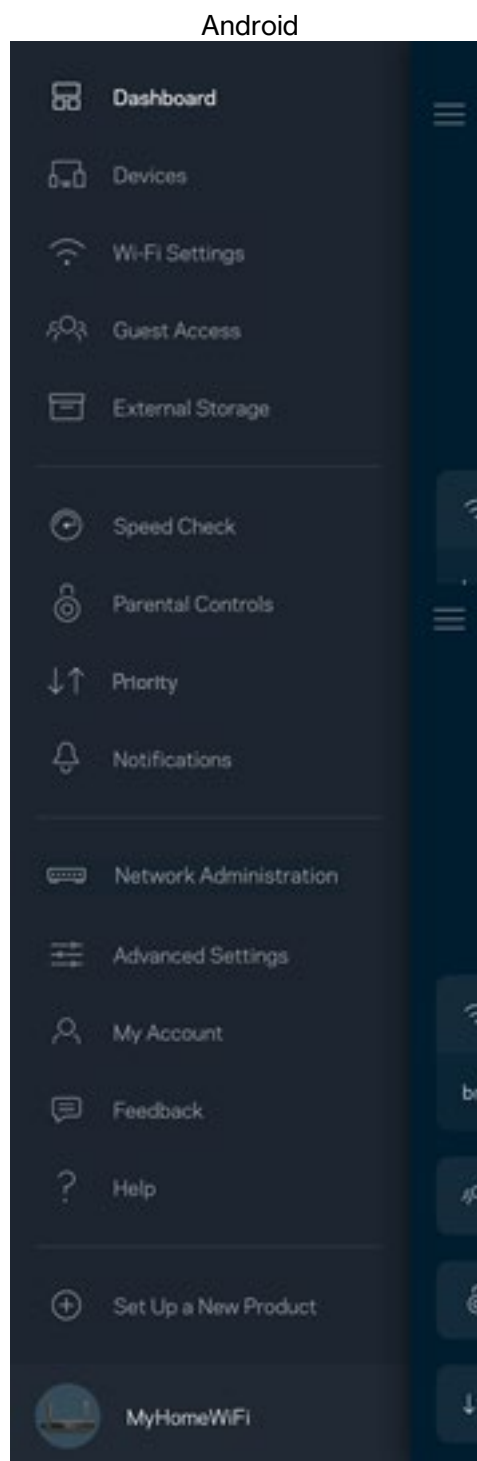 Android
Dashboard
Devices
Wi-Fi Settings
Guest Access
External Storage
Speed Check
Parental Controls
Priority
Notifications
Network Administration
Advanced Settings
My Account
Feedback
Help
Set Up a New Product
MyHomeWiFi